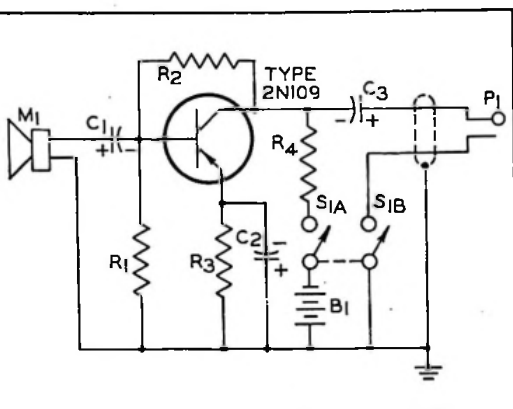 R2
TYPE
2N109
C3
P1
M1
C1
+ -
- +
R4
S1A
S1B
R1
R3
C2
-
+
B1